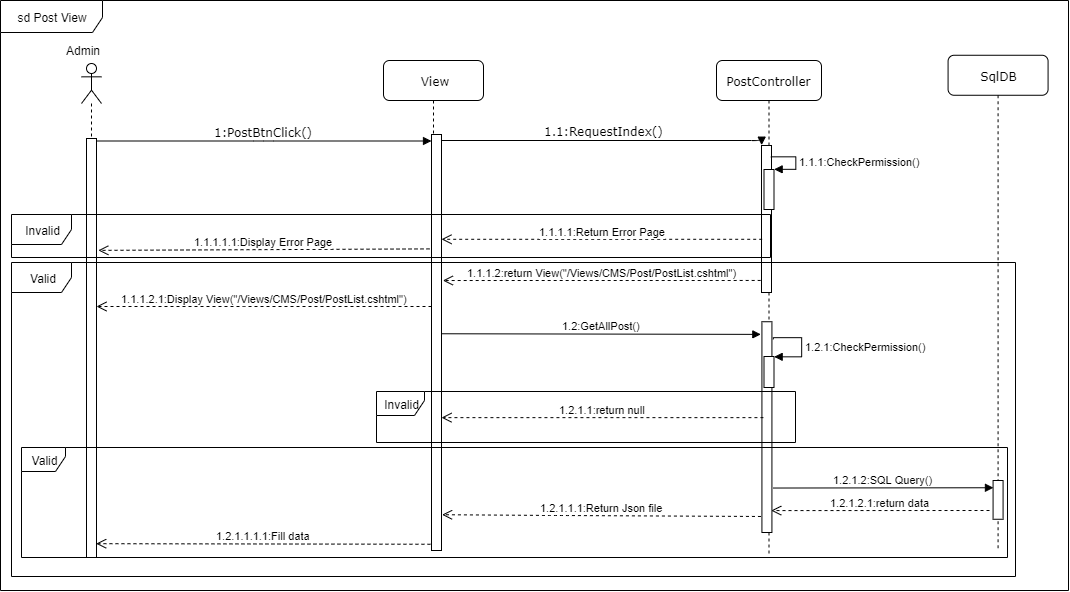 sd Post View
Admin
View
PostController
SqlDB
1:PostBtnClick()
1.1:RequestIndex()
1.1.1:CheckPermission()
Invalid
1.1.1.1:Return Error Page
1.1.1.1.1:Display Error Page
Valid
1.1.1.2:return View("/Views/CMS/Post/PostList.cshtml")
1.1.1.2.1:Display View("/Views/CMS/Post/PostList.cshtml")
1.2:GetAllPost()
1.2.1:CheckPermission()
Invalid
1.2.1.1:return null
Valid
1.2.1.2:SQL Query()
1.2.1.2.1:return data
1.2.1.1.1:Return Json file
1.2.1.1.1.1:Fill data